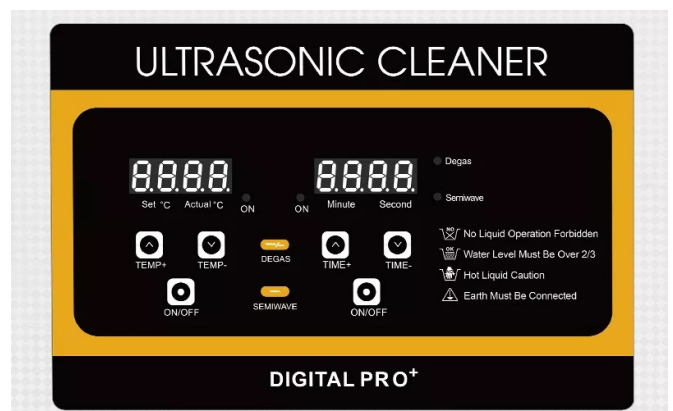 ULTRASONIC CLEANER
8.8.8.8.
8.8.8.8.
Set °C
Actual °C
ON
ON
Minute
Second
Degas
Semiwave
TEMP+
TEMP-
DEGAS
TIME+
TIME-
ON/OFF
SEMIWAVE
ON/OFF
NO
No Liquid Operation Forbidden
OK
Water Level Must Be Over 2/3
Hot Liquid Caution
Earth Must Be Connected
DIGITAL PRO+